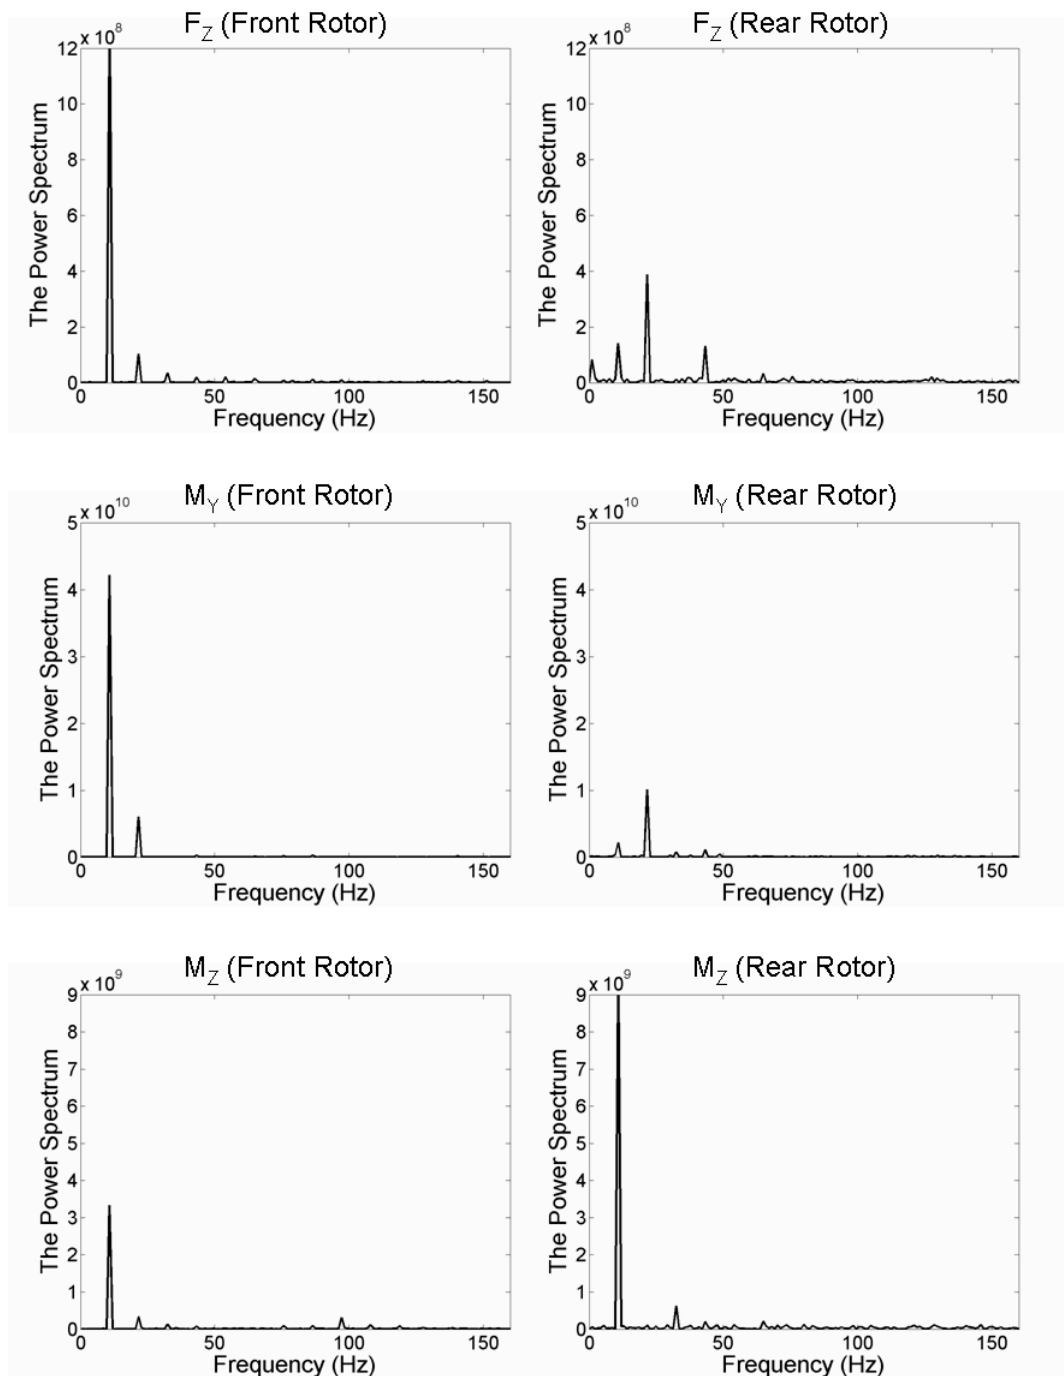 F_Z (Front Rotor)
12 x 10^8
10
8
6
4
2
0
0 50 100 150
The Power Spectrum
Frequency (Hz)
F_Z (Rear Rotor)
12 x 10^8
10
8
6
4
2
0
0 50 100 150
The Power Spectrum
Frequency (Hz)
M_Y (Front Rotor)
5 x 10^10
4
3
2
1
0
0 50 100 150
The Power Spectrum
Frequency (Hz)
M_Y (Rear Rotor)
5 x 10^10
4
3
2
1
0
0 50 100 150
The Power Spectrum
Frequency (Hz)
M_Z (Front Rotor)
9 x 10^9
8
7
6
5
4
3
2
1
0
0 50 100 150
The Power Spectrum
Frequency (Hz)
M_Z (Rear Rotor)
9 x 10^9
8
7
6
5
4
3
2
1
0
0 50 100 150
The Power Spectrum
Frequency (Hz)